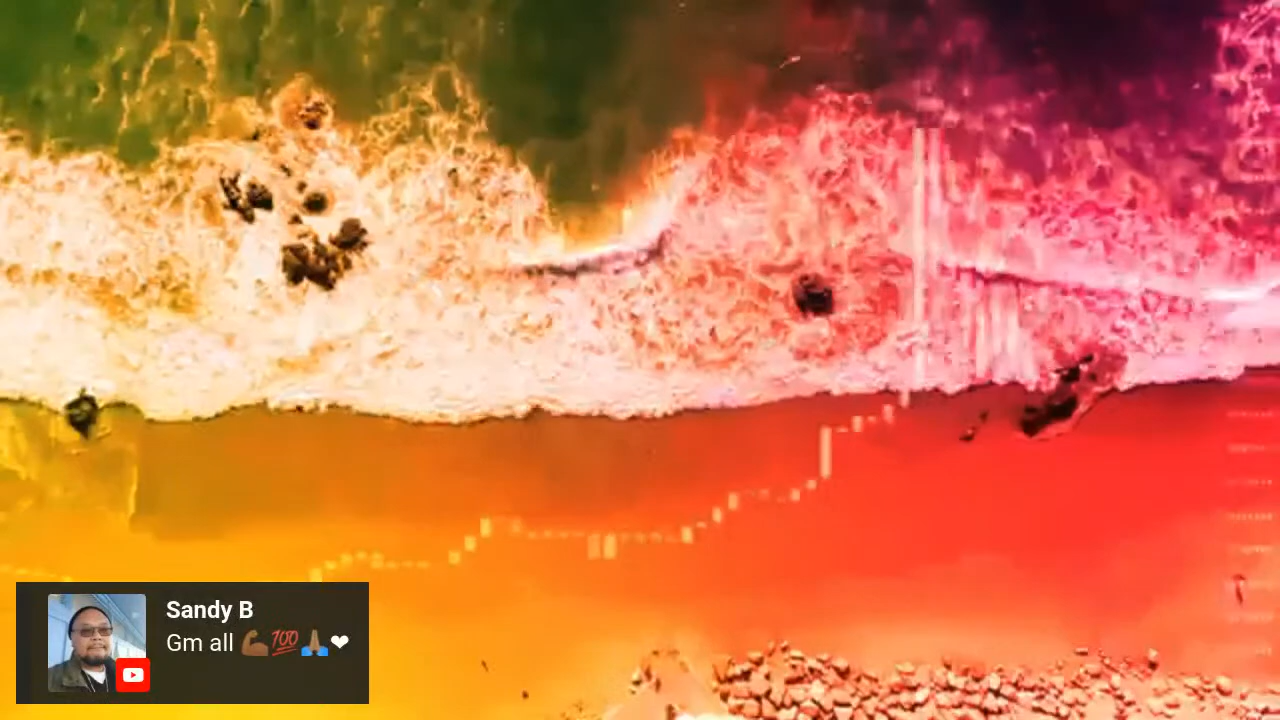 Sandy B
Gm all 💪🏾💯🙏🏽❤